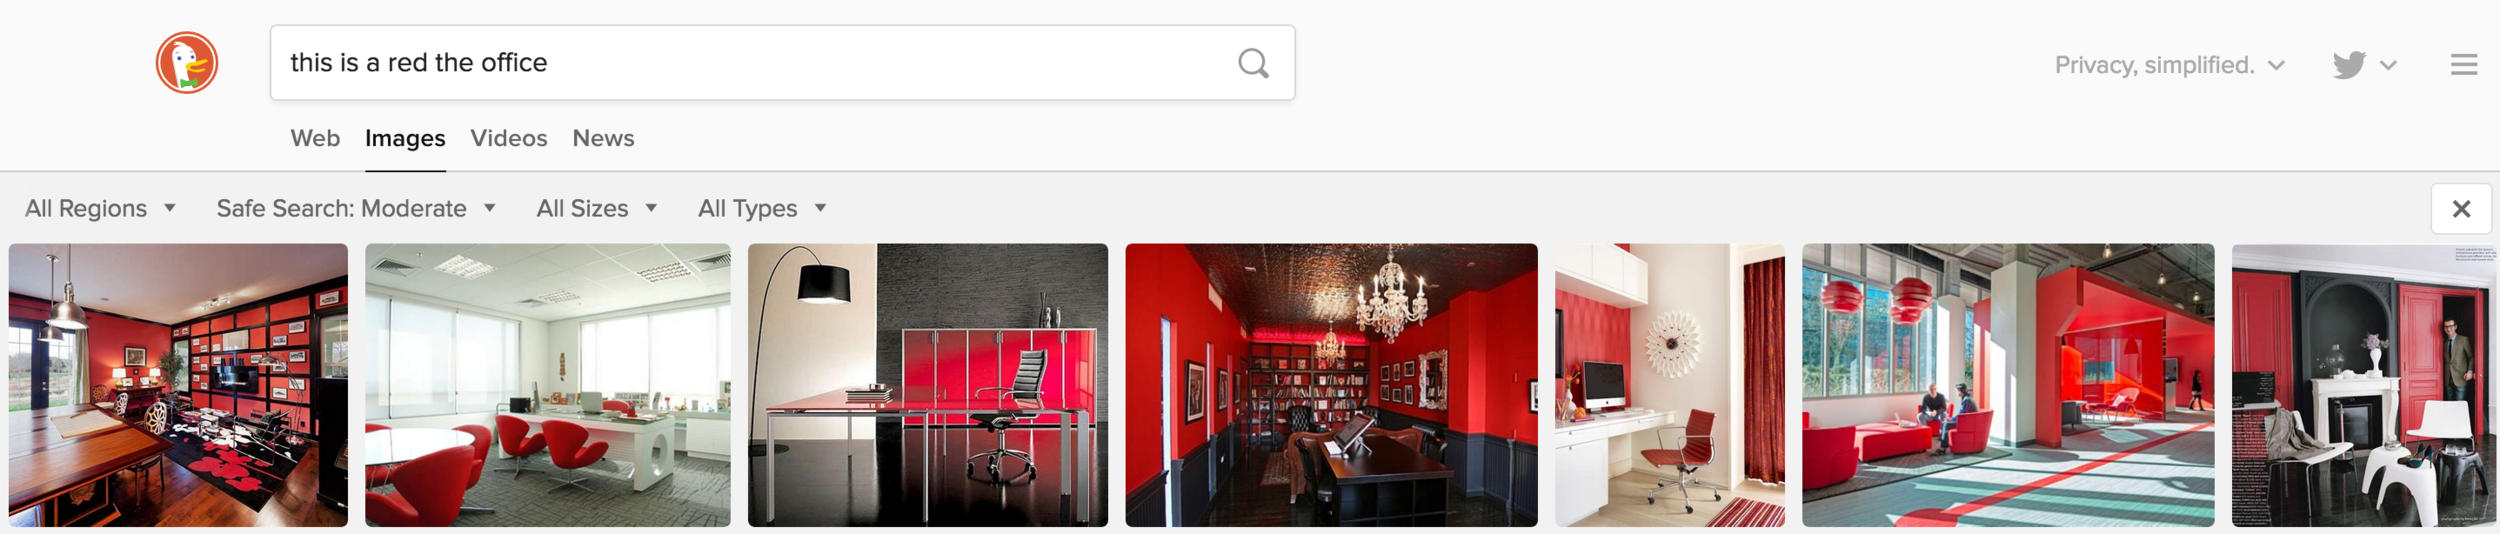 this is a red the office
Privacy, simplified.
Web Images Videos News
All Regions Safe Search: Moderate All Sizes All Types